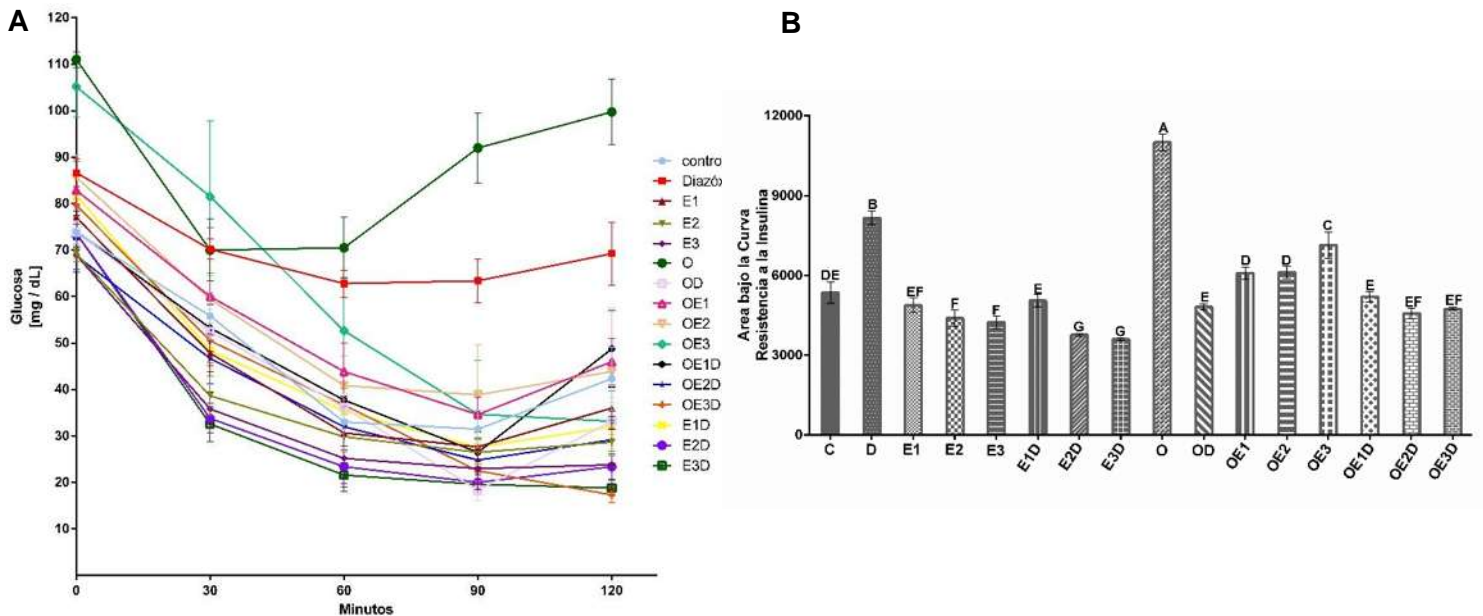 A
120
110
100
90
80
70
60
50
40
30
20
10
Glucosa
[mg / dL]
0
30
60
90
120
Minutos
contro
Diazóx
E1
E2
E3
O
OD
OE1
OE2
OE3
OE1D
OE2D
OE3D
E1D
E2D
E3D
B
Area bajo la Curva
Resistencia a la Insulina
12000
9000
6000
3000
0
DE
B
EF
F
F
E
G
G
A
E
D
D
C
E
EF
EF
C
D
E1
E2
E3
E1D
E2D
E3D
O
OD
OE1
OE2
OE3
OE1D
OE2D
OE3D